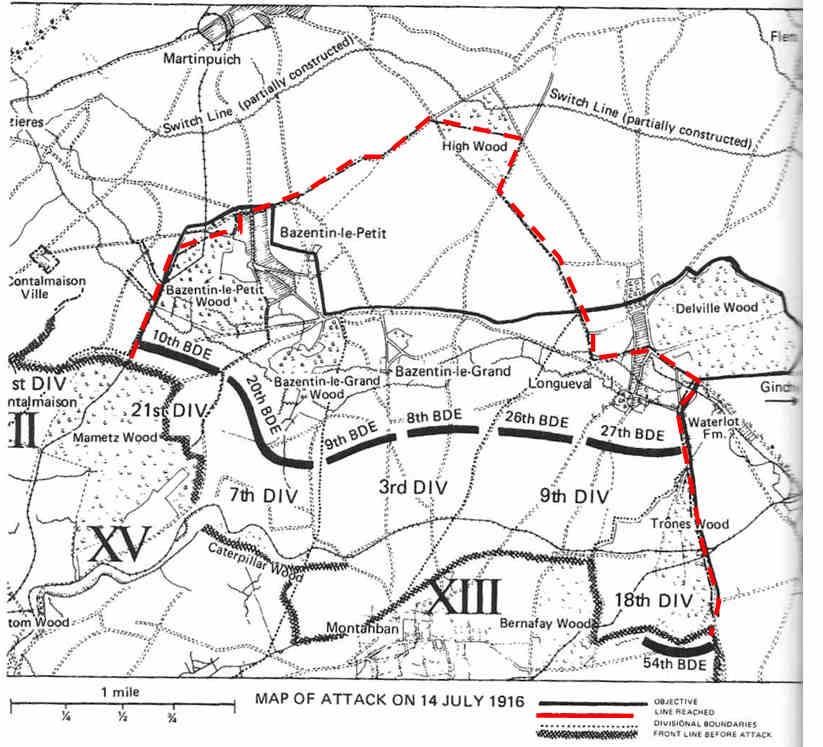 Martinpuich
Flers
Switch Line (partially constructed)
Switch Line (partially constructed)
zieres
High Wood
Bazentin-le-Petit
ontalmaison
Ville
Bazentin-le-Petit
Wood
Delville Wood
10th BDE
st DIV
ntalmaison
II
21st DIV
20th BDE
Bazentin-le-Grand
Wood
Bazentin-le-Grand
Longueval
Gind
Mametz Wood
9th BDE
8th BDE
26th BDE
27th BDE
Waterlot
Fm.
7th DIV
3rd DIV
9th DIV
Trônes Wood
XV
Caterpillar Wood
XIII
18th DIV
tom Wood
Montauban
Bernafay Wood
54th BDE
1 mile
¼ ½ ¾
MAP OF ATTACK ON 14 JULY 1916
OBJECTIVE
LINE REACHED
DIVISIONAL BOUNDARIES
FRONT LINE BEFORE ATTACK